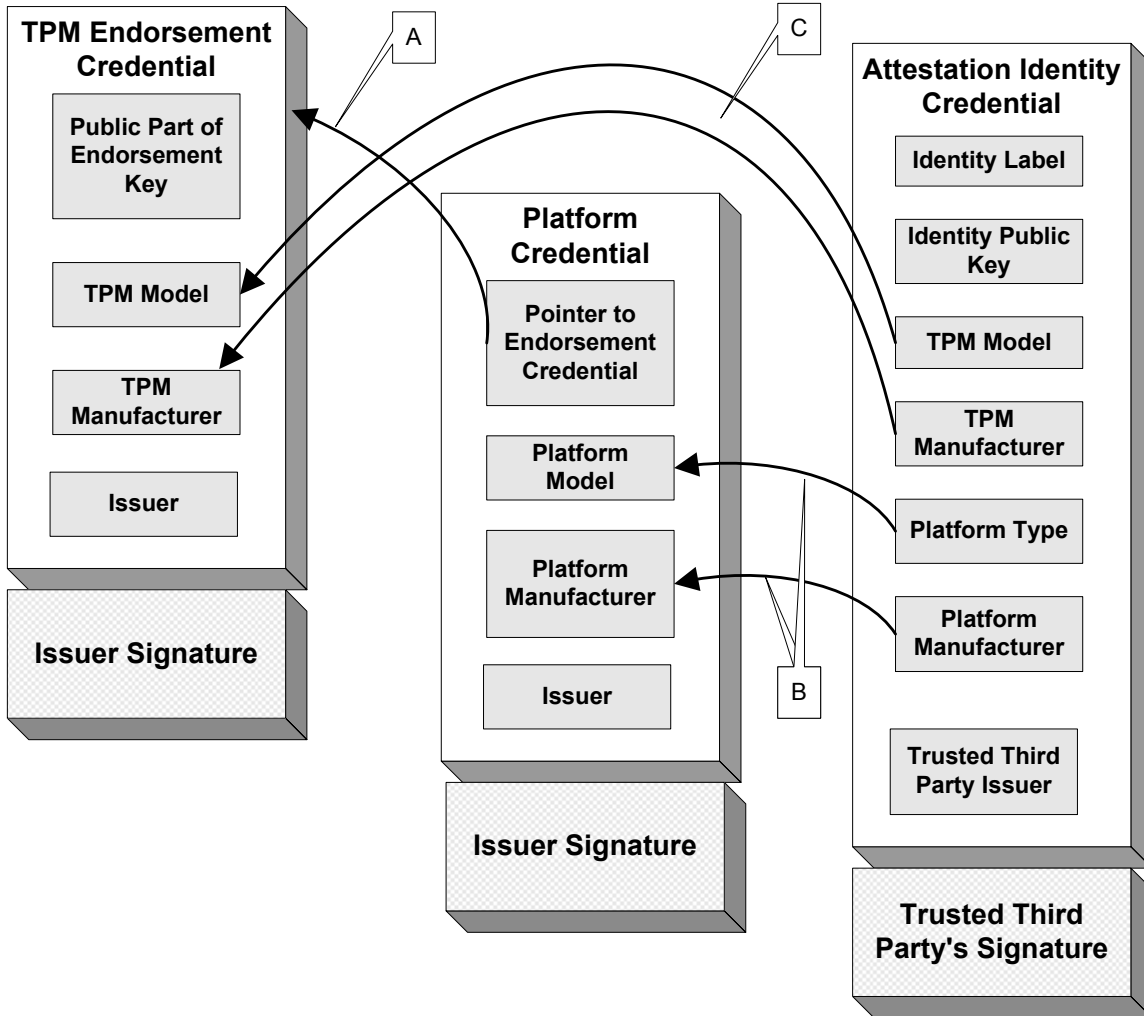 TPM Endorsement
Credential
Public Part of
Endorsement
Key
TPM Model
TPM
Manufacturer
Issuer
Issuer Signature
A
Platform
Credential
Pointer to
Endorsement
Credential
Platform
Model
Platform
Manufacturer
Issuer
Issuer Signature
C
B
Attestation Identity
Credential
Identity Label
Identity Public
Key
TPM Model
TPM
Manufacturer
Platform Type
Platform
Manufacturer
Trusted Third
Party Issuer
Trusted Third
Party's Signature